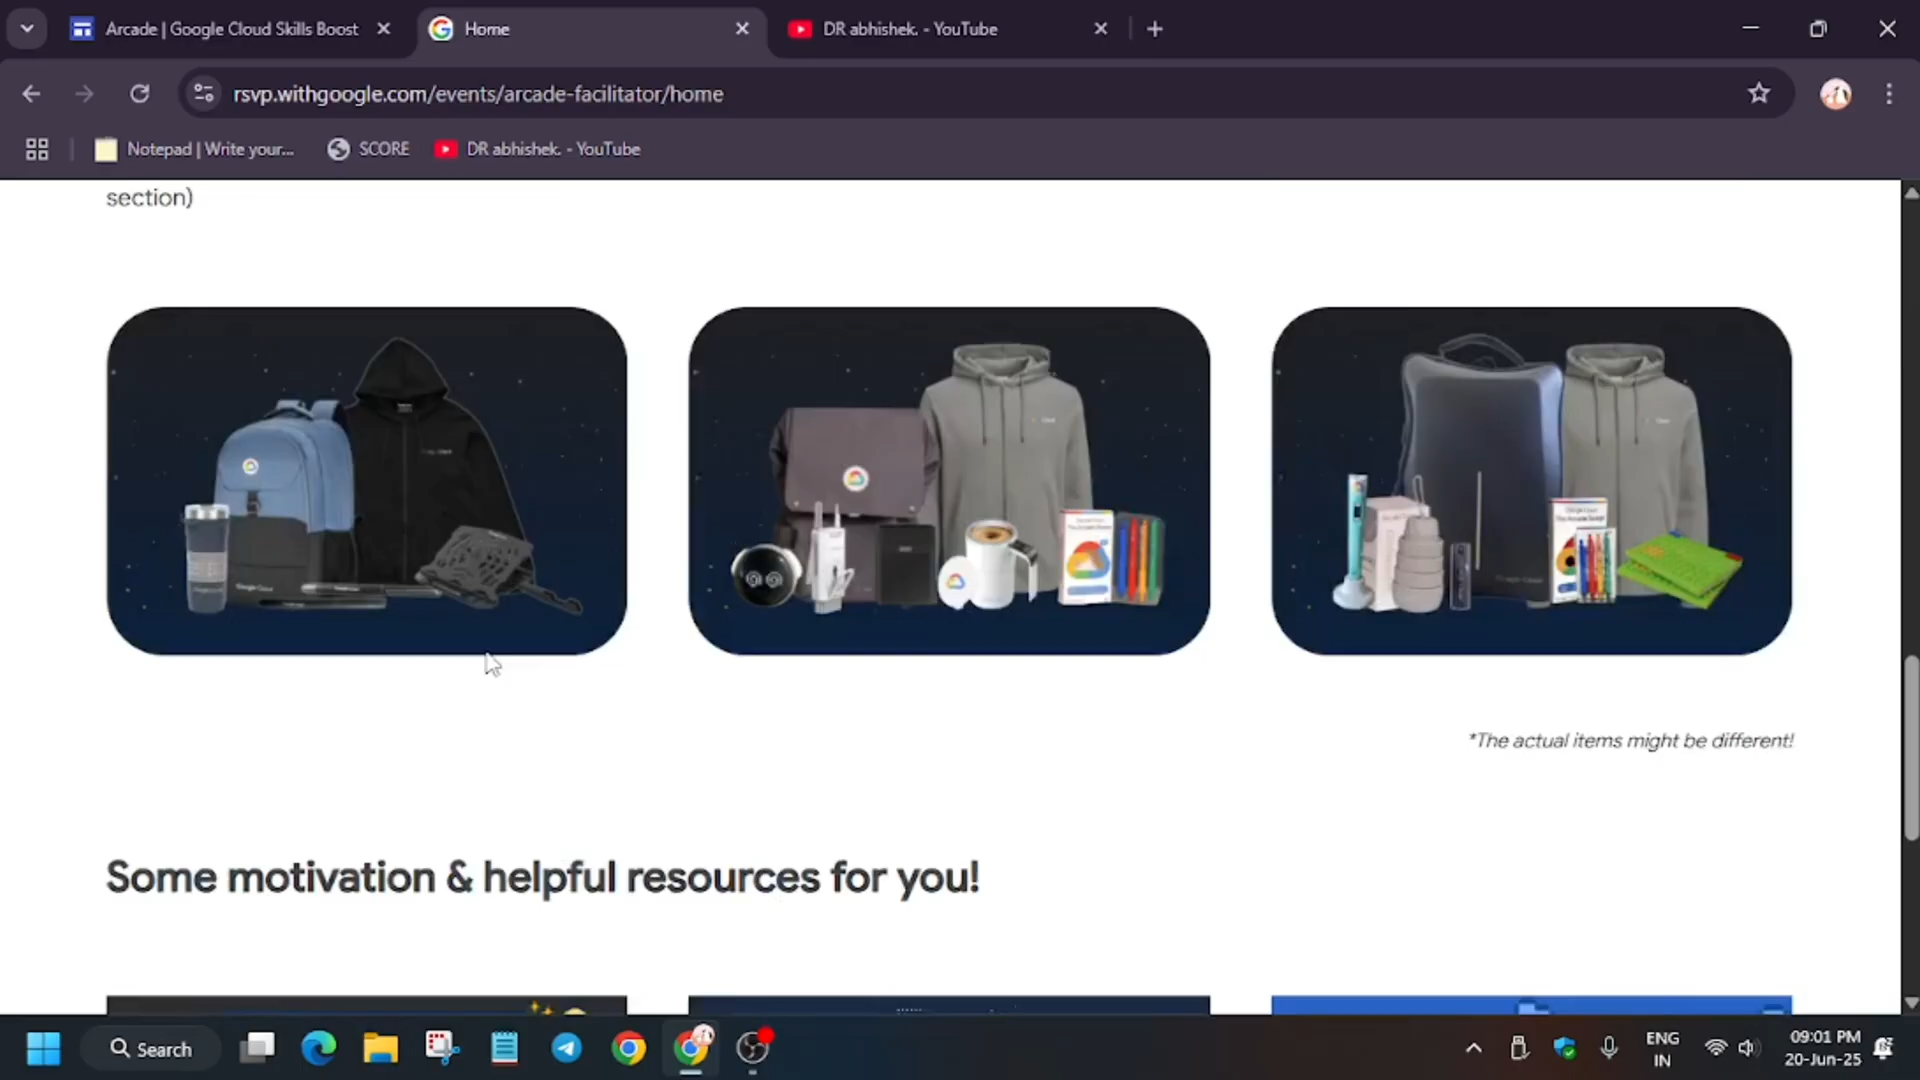 Arcade | Google Cloud Skills Boost
Home
DR abhishek. - YouTube
rsvp.withgoogle.com/events/arcade-facilitator/home
Notepad | Write your...
SCORE
DR abhishek. - YouTube
section)
Google Cloud
*The actual items might be different!
Some motivation & helpful resources for you!
Search
ENG
IN
09:01 PM
20-Jun-25